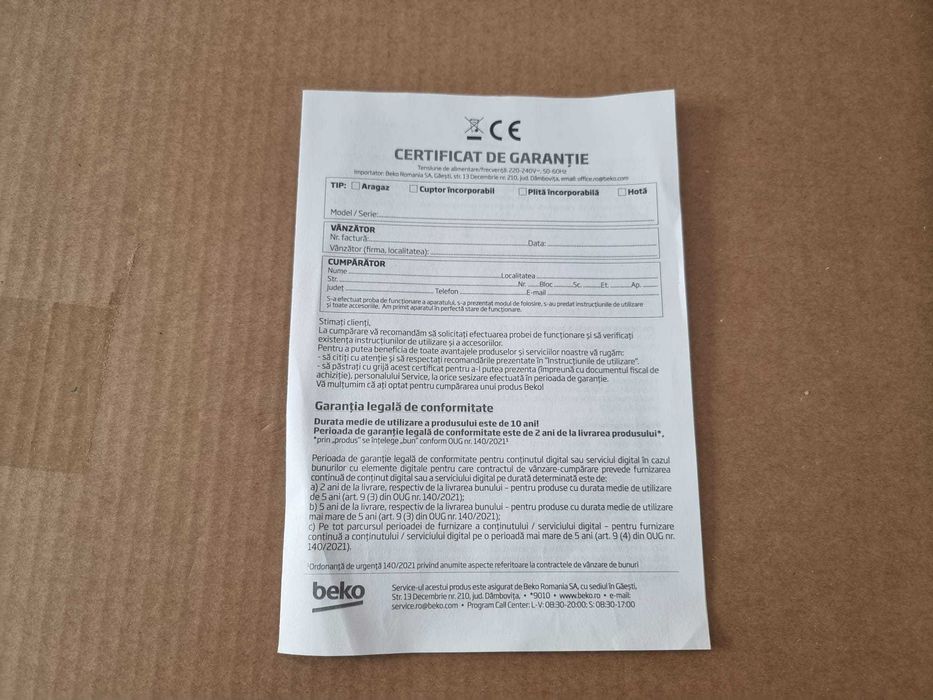 CE
CERTIFICAT DE GARANȚIE
Tensiune de alimentare/frecvență: 220-240V~, 50-60Hz
Importator: Beko Romania SA, Găești, str. 13 Decembrie nr. 210, jud. Dâmbovița, email: office.ro@beko.com
TIP: Aragaz Cuptor încorporabil Plită încorporabilă Hotă
Model / Serie:
VÂNZĂTOR
Nr. factură: Data:
Vânzător (firma, localitatea):
CUMPĂRĂTOR
Nume Localitatea
Str. Nr. Bloc Sc. Et. Ap.
Județ Telefon E-mail
S-a efectuat proba de funcționare a aparatului, s-a prezentat modul de folosire, s-au predat instrucțiunile de utilizare
și toate accesoriile. Am primit aparatul în perfectă stare de funcționare.
Stimați clienți,
La cumpărare vă recomandăm să solicitați efectuarea probei de funcționare și să verificați
existența instrucțiunilor de utilizare și a accesoriilor.
Pentru a putea beneficia de toate avantajele produselor și serviciilor noastre vă rugăm:
- să citiți cu atenție și să respectați recomandările prezentate în "Instrucțiunile de utilizare".
- să păstrați cu grijă acest certificat pentru a-l putea prezenta (împreună cu documentul fiscal de
achiziție), personalului Service, la orice sesizare efectuată în perioada de garanție.
Vă mulțumim că ați optat pentru cumpărarea unui produs Beko!
Garanția legală de conformitate
Durata medie de utilizare a produsului este de 10 ani!
Perioada de garanție legală de conformitate este de 2 ani de la livrarea produsului*.
*prin „produs" se înțelege „bun" conform OUG nr. 140/2021¹
Perioada de garanție legală de conformitate pentru conținutul digital sau serviciul digital în cazul
bunurilor cu elemente digitale pentru care contractul de vânzare-cumpărare prevede furnizarea
continuă de conținut digital sau a serviciului digital pe durată determinată este de:
a) 2 ani de la livrare, respectiv de la livrarea bunului - pentru produse cu durata medie de utilizare
de 5 ani (art. 9 (3) din OUG nr. 140/2021);
b) 5 ani de la livrare, respectiv de la livrarea bunului - pentru produse cu durata medie de utilizare
mai mare de 5 ani (art. 9 (3) din OUG nr. 140/2021);
c) Pe tot parcursul perioadei de furnizare a conținutului / serviciului digital - pentru furnizare
continuă a conținutului / serviciului digital pe o perioadă mai mare de 5 ani (art. 9 (4) din OUG nr.
140/2021).
¹Ordonanță de urgență 140/2021 privind anumite aspecte referitoare la contractele de vânzare de bunuri
beko
Service-ul acestui produs este asigurat de Beko Romania SA, cu sediul în Găești,
Str. 13 Decembrie nr. 210, jud. Dâmbovița, • *9010 • www.beko.ro • e-mail:
service.ro@beko.com • Program Call Center: L-V: 08:30-20:00; S: 08:30-17:00